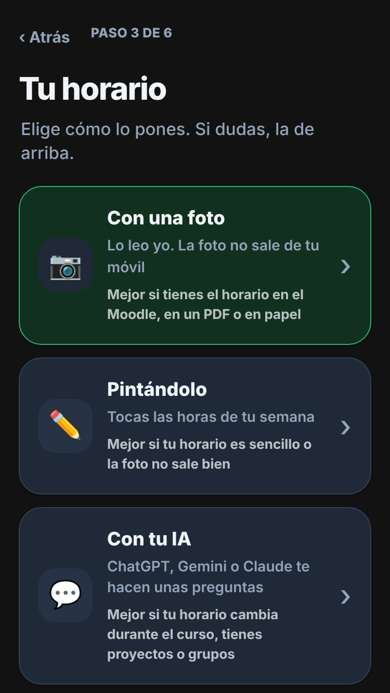 ‹ Atrás
PASO 3 DE 6
Tu horario
Elige cómo lo pones. Si dudas, la de
arriba.
Con una foto
Lo leo yo. La foto no sale de tu
móvil
Mejor si tienes el horario en el
Moodle, en un PDF o en papel
Pintándolo
Tocas las horas de tu semana
Mejor si tu horario es sencillo o
la foto no sale bien
Con tu IA
ChatGPT, Gemini o Claude te
hacen unas preguntas
Mejor si tu horario cambia
durante el curso, tienes
proyectos o grupos